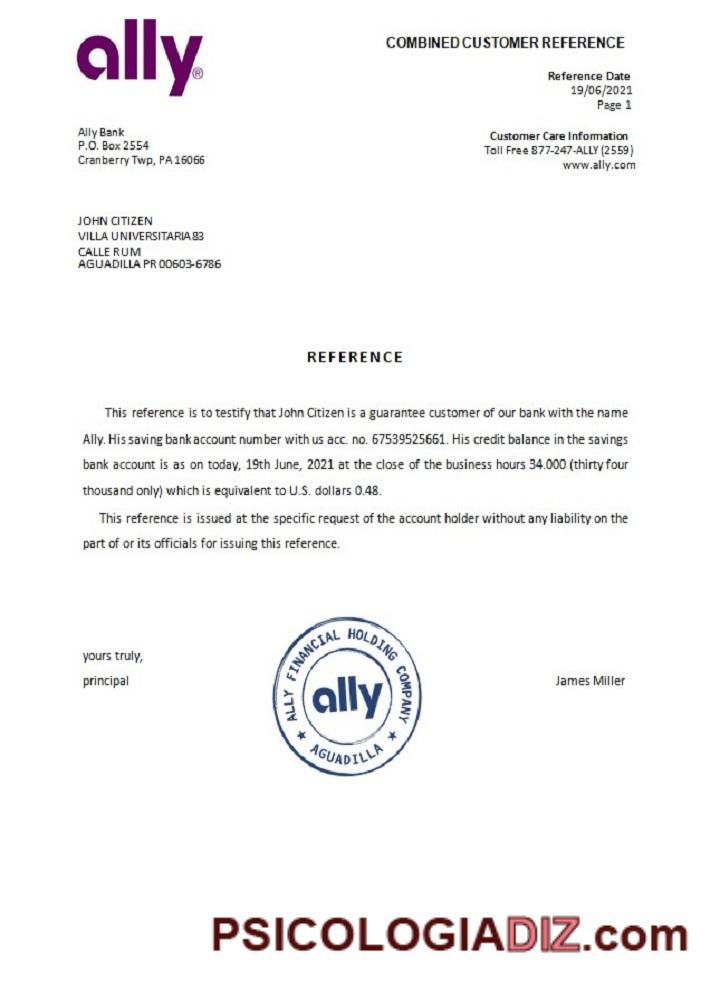 ally®
COMBINED CUSTOMER REFERENCE
Reference Date
19/06/2021
Page 1
Ally Bank
P.O. Box 2554
Cranberry Twp, PA 16066
Customer Care Information
Toll Free 877-247-ALLY (2559)
www.ally.com
JOHN CITIZEN
VILLA UNIVERSITARIA 83
CALLE RUM
AGUADILLA PR 00603-6786
REFERENCE
This reference is to testify that John Citizen is a guarantee customer of our bank with the name
Ally. His saving bank account number with us acc. no. 67539525661. His credit balance in the savings
bank account is as on today, 19th June, 2021 at the close of the business hours 34.000 (thirty four
thousand only) which is equivalent to U.S. dollars 0.48.
This reference is issued at the specific request of the account holder without any liability on the
part of or its officials for issuing this reference.
yours truly,
principal
ALLY FINANCIAL HOLDING COMPANY
ally
AGUADILLA
James Miller
PSICOLOGIADIZ.com